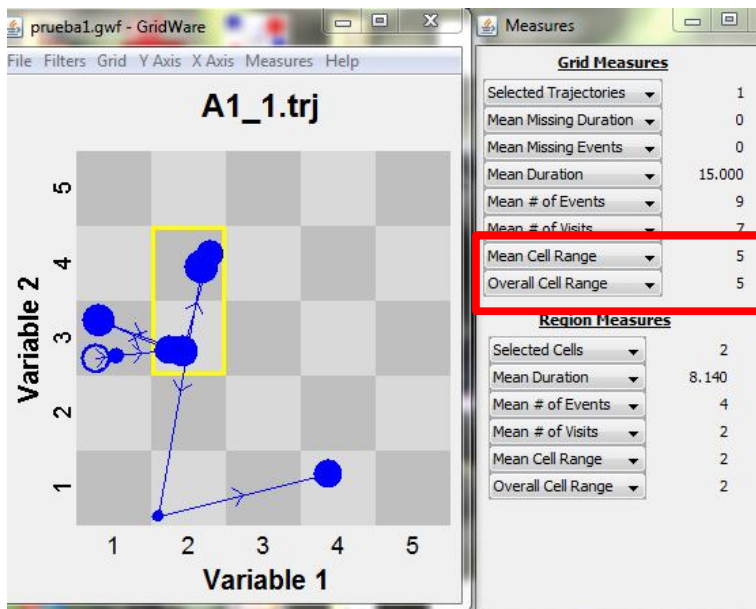 prueba1.gwf - GridWare
File Filters Grid Y Axis X Axis Measures Help
A1_1.trj
5
4
3
2
1
Variable 2
1 2 3 4 5
Variable 1
Measures
Grid Measures
Selected Trajectories 1
Mean Missing Duration 0
Mean Missing Events 0
Mean Duration 15.000
Mean # of Events 9
Mean # of Visits 7
Mean Cell Range 5
Overall Cell Range 5
Region Measures
Selected Cells 2
Mean Duration 8.140
Mean # of Events 4
Mean # of Visits 2
Mean Cell Range 2
Overall Cell Range 2